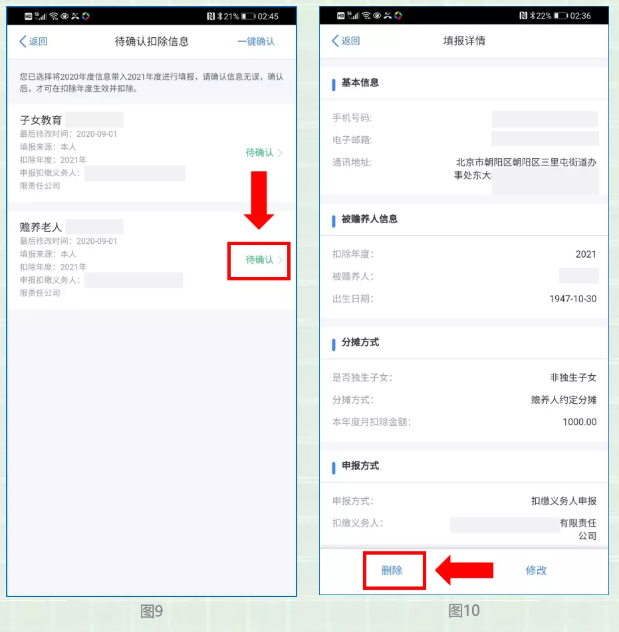 21% 02:45
返回
待确认扣除信息
一键确认
您已选择将2020年度信息带入2021年度进行填报，请确认信息无误，确认
后，才可在扣除年度生效并扣除。
子女教育
最后修改时间：2020-09-01
填报来源：本人
扣除年度：2021年
申报扣缴义务人：
限责任公司
待确认
赡养老人
最后修改时间：2020-09-01
填报来源：本人
扣除年度：2021年
申报扣缴义务人：
限责任公司
待确认
图9
22% 02:36
返回
填报详情
基本信息
手机号码：
电子邮箱：
通讯地址：
北京市朝阳区朝阳区三里屯街道办
事处东大
被赡养人信息
扣除年度：
2021
被赡养人：
出生日期：
1947-10-30
分摊方式
是否独生子女：
非独生子女
分摊方式：
赡养人约定分摊
本年度月扣除金额：
1000.00
申报方式
申报方式：
扣缴义务人申报
扣缴义务人：
有限责任
公司
删除
修改
图10